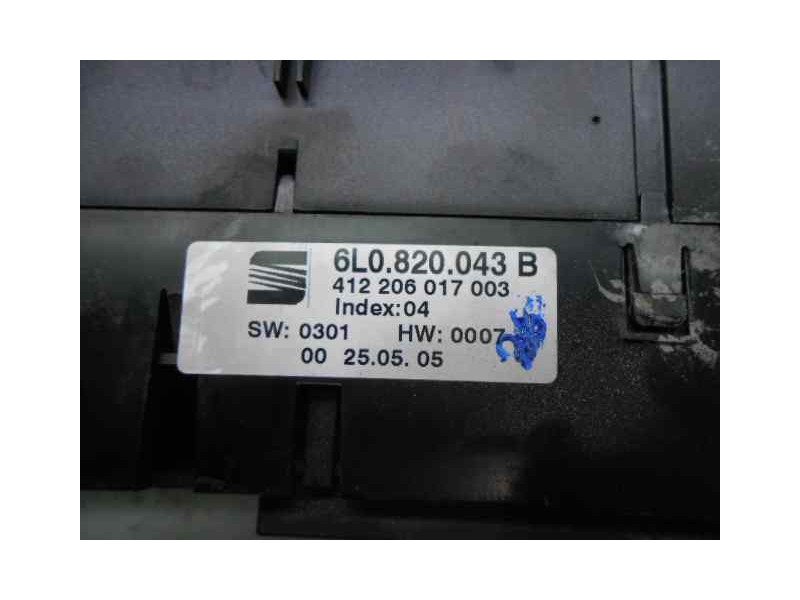 6L0.820.043 B
412 206 017 003
Index:04
SW: 0301 HW: 0007
00 25.05. 05